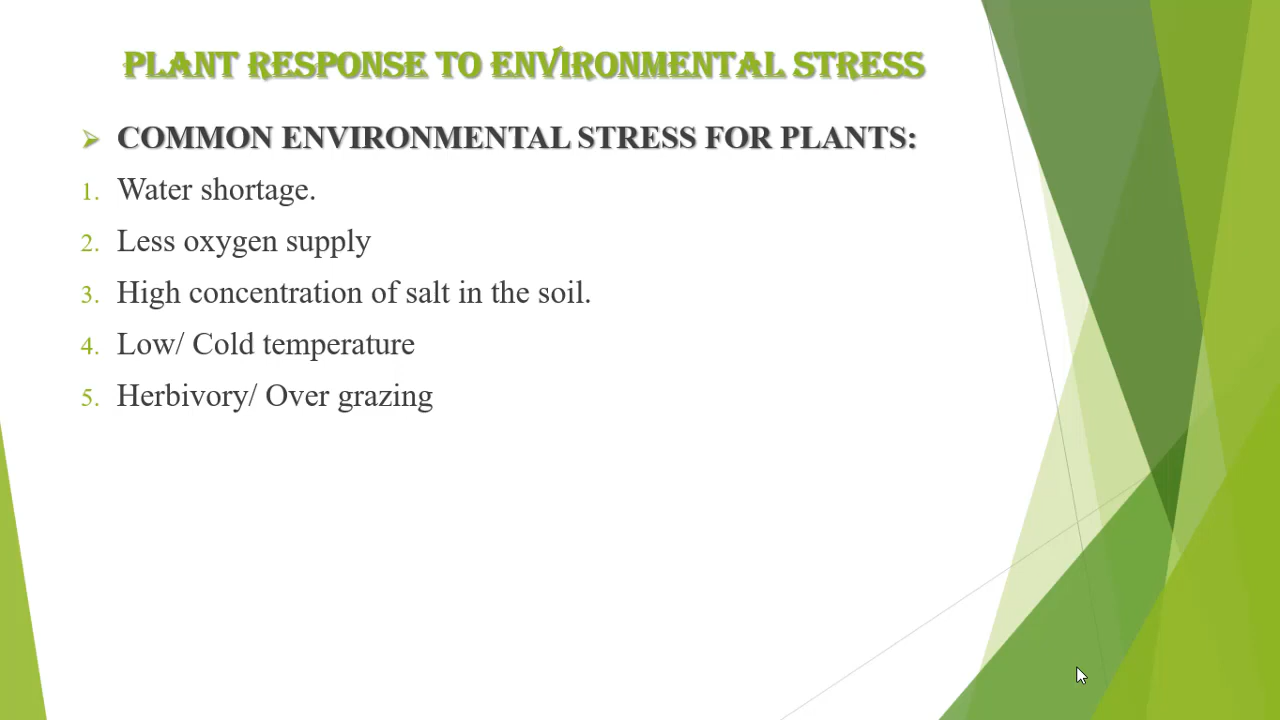 PLANT RESPONSE TO ENVIRONMENTAL STRESS
COMMON ENVIRONMENTAL STRESS FOR PLANTS:
1. Water shortage.
2. Less oxygen supply
3. High concentration of salt in the soil.
4. Low/ Cold temperature
5. Herbivory/ Over grazing